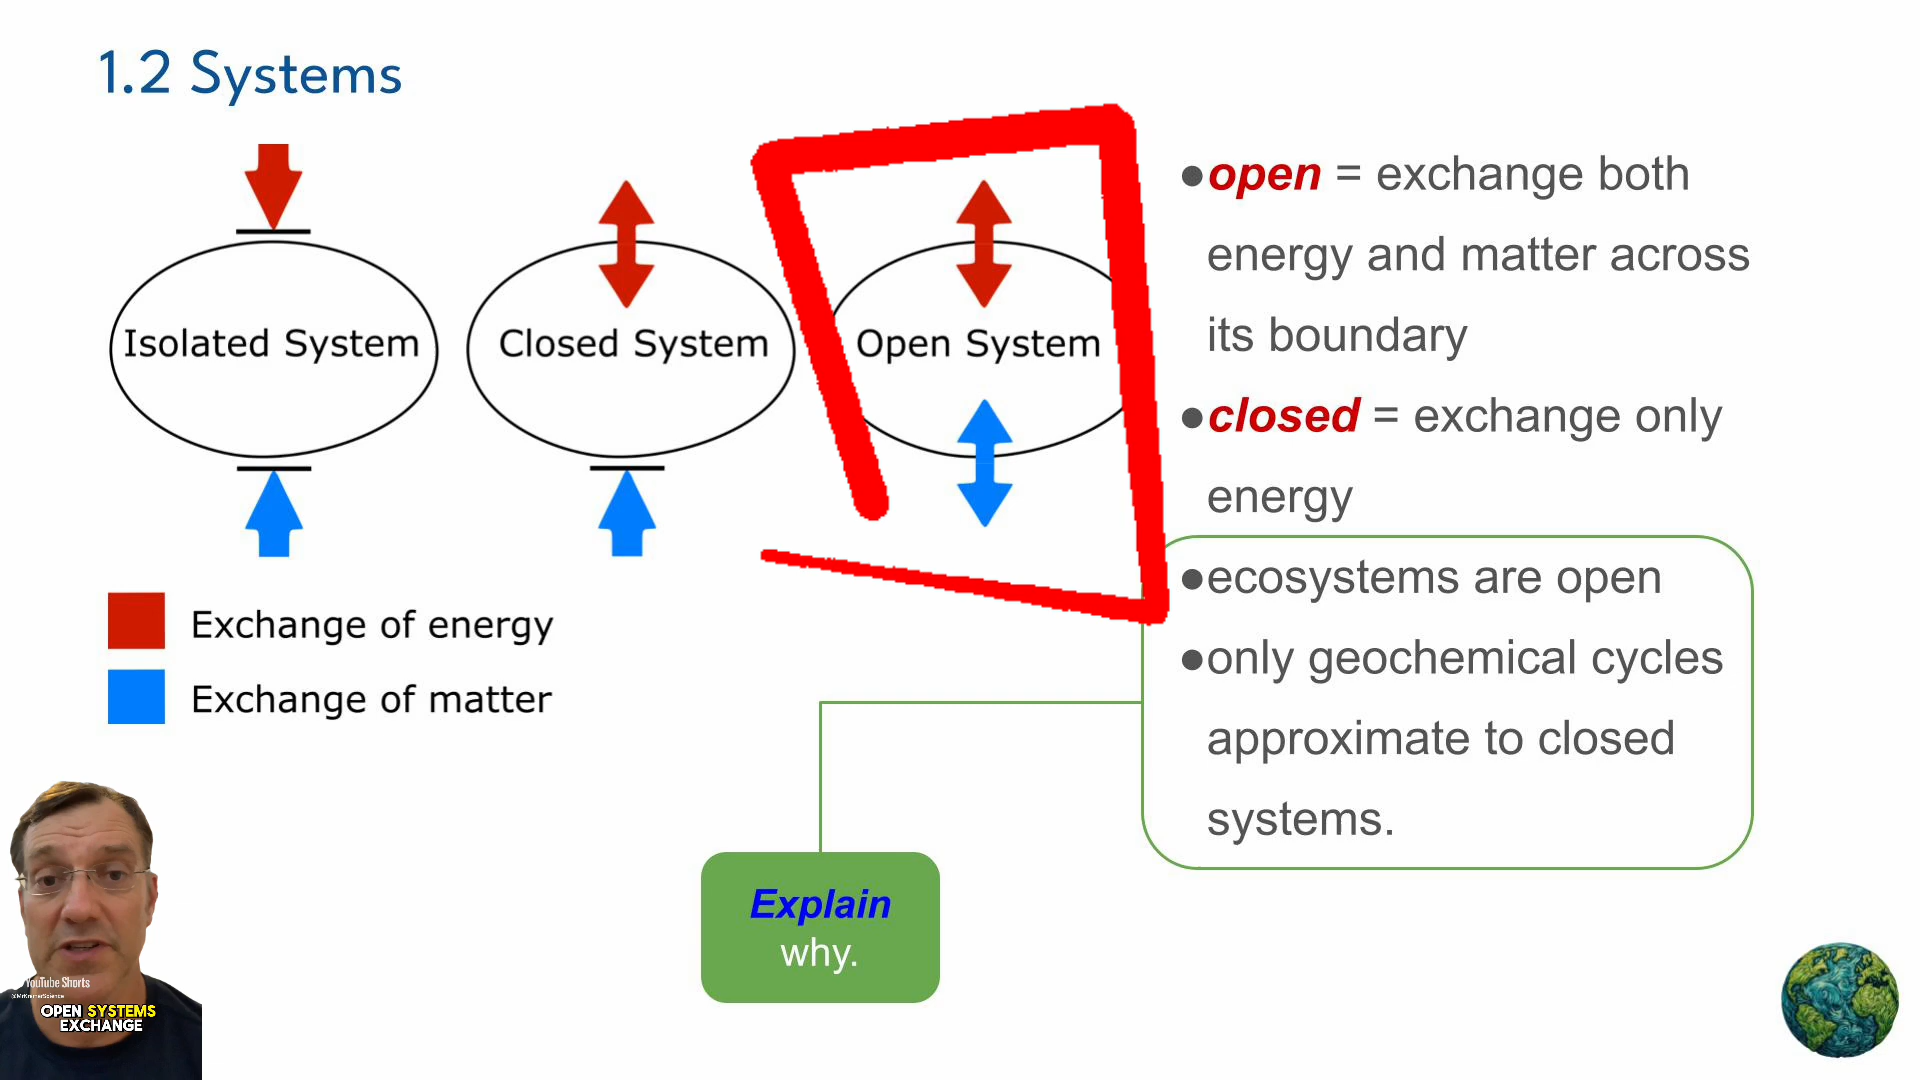 1.2 Systems
Isolated System
Closed System
Open System
Exchange of energy
Exchange of matter
●open = exchange both
energy and matter across
its boundary
●closed = exchange only
energy
●ecosystems are open
●only geochemical cycles
approximate to closed
systems.
Explain
why.
YouTube Shorts
@MrKremerScience
OPEN SYSTEMS
EXCHANGE